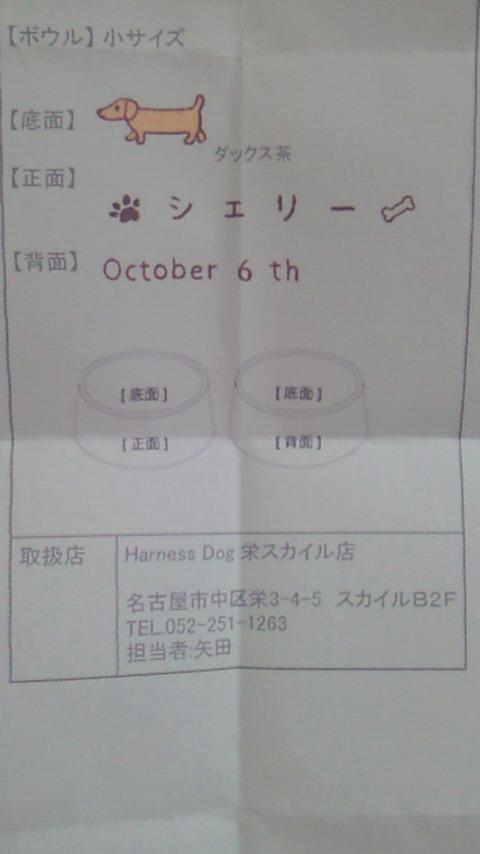 【ボウル】小サイズ
【底面】
ダックス茶
【正面】
シェリー
【背面】 October 6 th
【底面】 【底面】
【正面】 【背面】
取扱店 Harness Dog 栄スカイル店
名古屋市中区栄3-4-5 スカイルB2F
TEL.052-251-1263
担当者:矢田